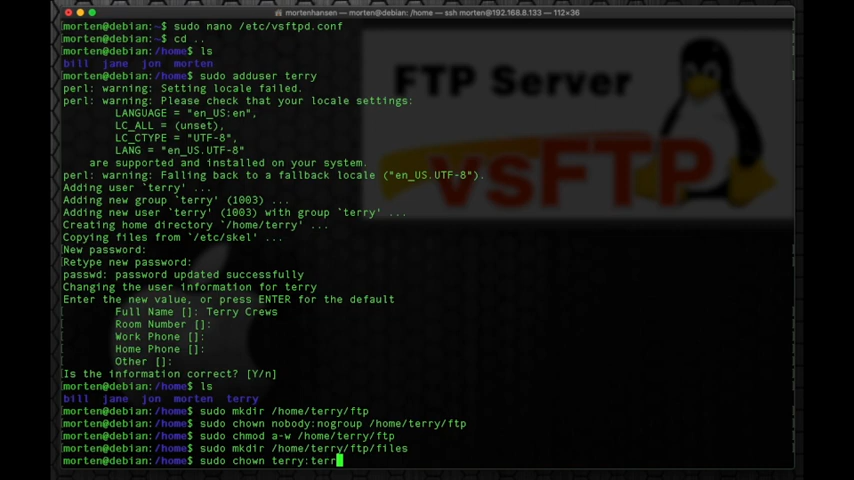 mortenhansen — morten@debian: /home — ssh morten@192.168.8.133 — 112×36
morten@debian:~$ sudo nano /etc/vsftpd.conf
morten@debian:~$ cd ..
morten@debian:/home$ ls
bill  jane  jon  morten
morten@debian:/home$ sudo adduser terry
perl: warning: Setting locale failed.
perl: warning: Please check that your locale settings:
LANGUAGE = "en_US:en",
LC_ALL = (unset),
LC_CTYPE = "UTF-8",
LANG = "en_US.UTF-8"
are supported and installed on your system.
perl: warning: Falling back to a fallback locale ("en_US.UTF-8").
Adding user `terry' ...
Adding new group `terry' (1003) ...
Adding new user `terry' (1003) with group `terry' ...
Creating home directory `/home/terry' ...
Copying files from `/etc/skel' ...
New password:
Retype new password:
passwd: password updated successfully
Changing the user information for terry
Enter the new value, or press ENTER for the default
Full Name []: Terry Crews
Room Number []:
Work Phone []:
Home Phone []:
Other []:
Is the information correct? [Y/n]
morten@debian:/home$ ls
bill  jane  jon  morten  terry
morten@debian:/home$ sudo mkdir /home/terry/ftp
morten@debian:/home$ sudo chown nobody:nogroup /home/terry/ftp
morten@debian:/home$ sudo chmod a-w /home/terry/ftp
morten@debian:/home$ sudo mkdir /home/terry/ftp/files
morten@debian:/home$ sudo chown terry:terr
FTP Server
vsFTP